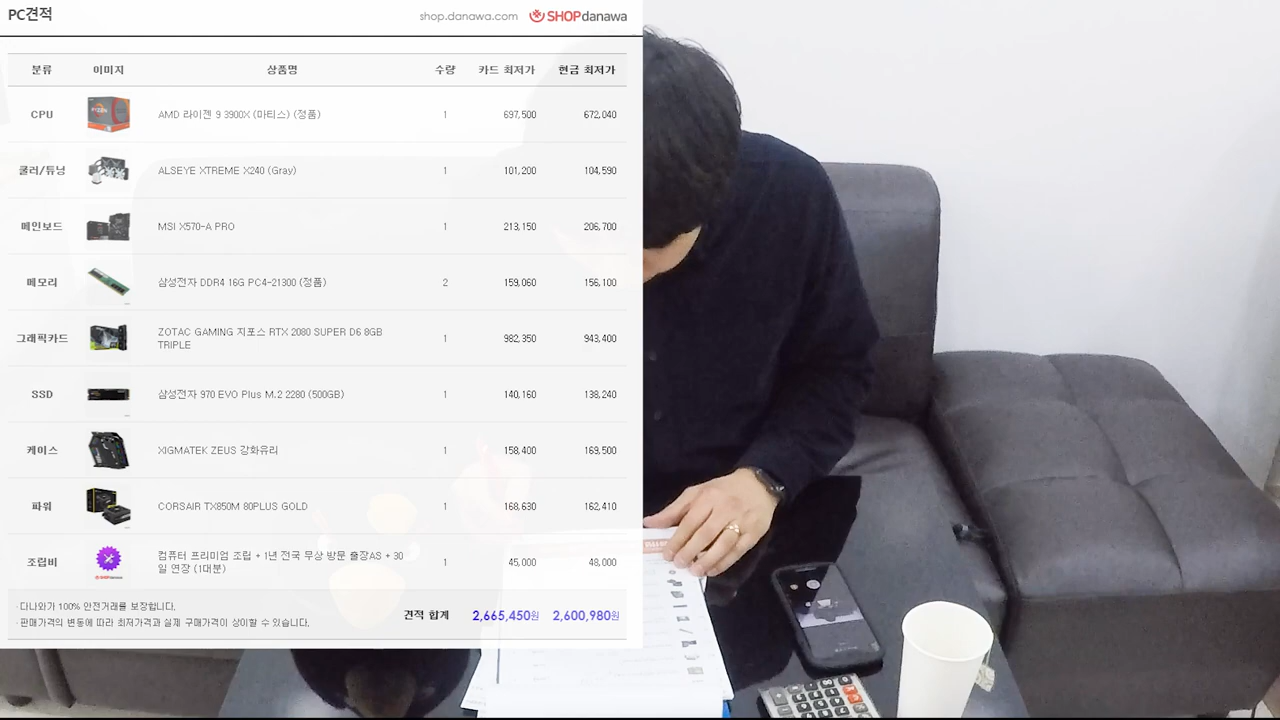 PC견적
shop.danawa.com SHOPdanawa
분류 이미지 상품명 수량 카드 최저가 현금 최저가
CPU AMD 라이젠 9 3900X (마티스) (정품) 1 697,500 672,040
쿨러/튜닝 ALSEYE XTREME X240 (Gray) 1 101,200 104,590
메인보드 MSI X570-A PRO 1 213,150 206,700
메모리 삼성전자 DDR4 16G PC4-21300 (정품) 2 159,060 156,100
그래픽카드 ZOTAC GAMING 지포스 RTX 2080 SUPER D6 8GB
TRIPLE 1 982,350 943,400
SSD 삼성전자 970 EVO Plus M.2 2280 (500GB) 1 140,160 138,240
케이스 XIGMATEK ZEUS 강화유리 1 158,400 169,500
파워 CORSAIR TX850M 80PLUS GOLD 1 168,630 162,410
조립비 컴퓨터 프리미엄 조립 + 1년 전국 무상 방문 출장AS + 30
일 연장 (1대분) 1 45,000 48,000
· 다나와가 100% 안전거래를 보장합니다.
· 판매가격의 변동에 따라 최저가격과 실제 구매가격이 상이할 수 있습니다.
견적 합계 2,665,450원 2,600,980원